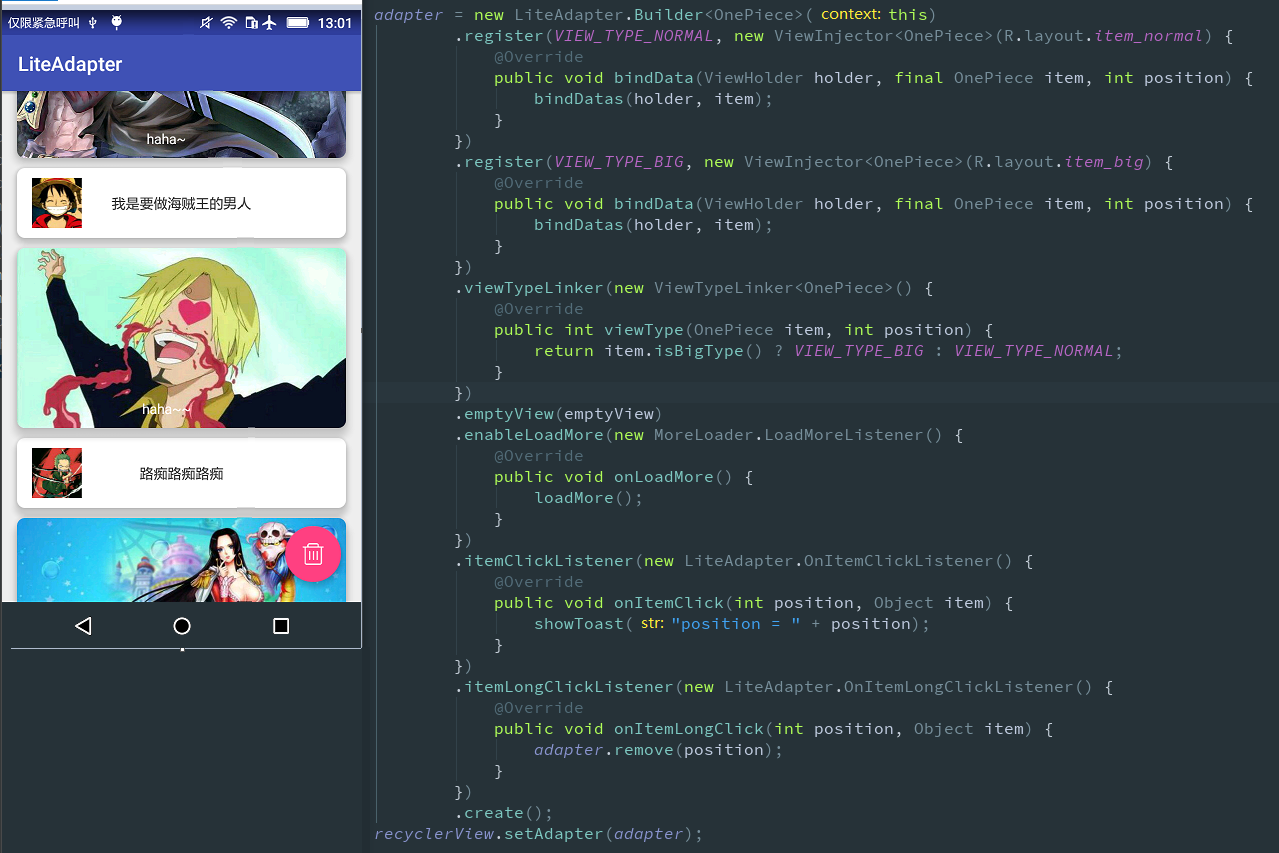 仅限紧急呼叫 13:01
LiteAdapter
haha~
我是要做海贼王的男人
haha~~
路痴路痴路痴
adapter = new LiteAdapter.Builder<OnePiece>( context: this)
.register(VIEW_TYPE_NORMAL, new ViewInjector<OnePiece>(R.layout.item_normal) {
@Override
public void bindData(ViewHolder holder, final OnePiece item, int position) {
bindDatas(holder, item);
}
})
.register(VIEW_TYPE_BIG, new ViewInjector<OnePiece>(R.layout.item_big) {
@Override
public void bindData(ViewHolder holder, final OnePiece item, int position) {
bindDatas(holder, item);
}
})
.viewTypeLinker(new ViewTypeLinker<OnePiece>() {
@Override
public int viewType(OnePiece item, int position) {
return item.isBigType() ? VIEW_TYPE_BIG : VIEW_TYPE_NORMAL;
}
})
.emptyView(emptyView)
.enableLoadMore(new MoreLoader.LoadMoreListener() {
@Override
public void onLoadMore() {
loadMore();
}
})
.itemClickListener(new LiteAdapter.OnItemClickListener() {
@Override
public void onItemClick(int position, Object item) {
showToast( str: "position = " + position);
}
})
.itemLongClickListener(new LiteAdapter.OnItemLongClickListener() {
@Override
public void onItemLongClick(int position, Object item) {
adapter.remove(position);
}
})
.create();
recyclerView.setAdapter(adapter);